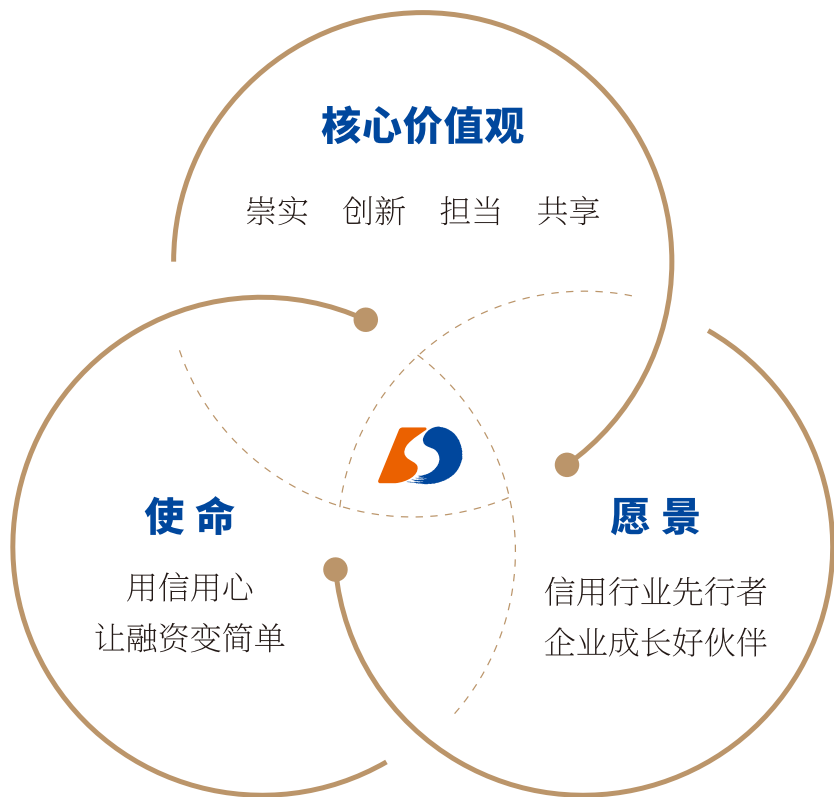 核心价值观
崇实 创新 担当 共享
使命
用信用心
让融资变简单
愿景
信用行业先行者
企业成长好伙伴